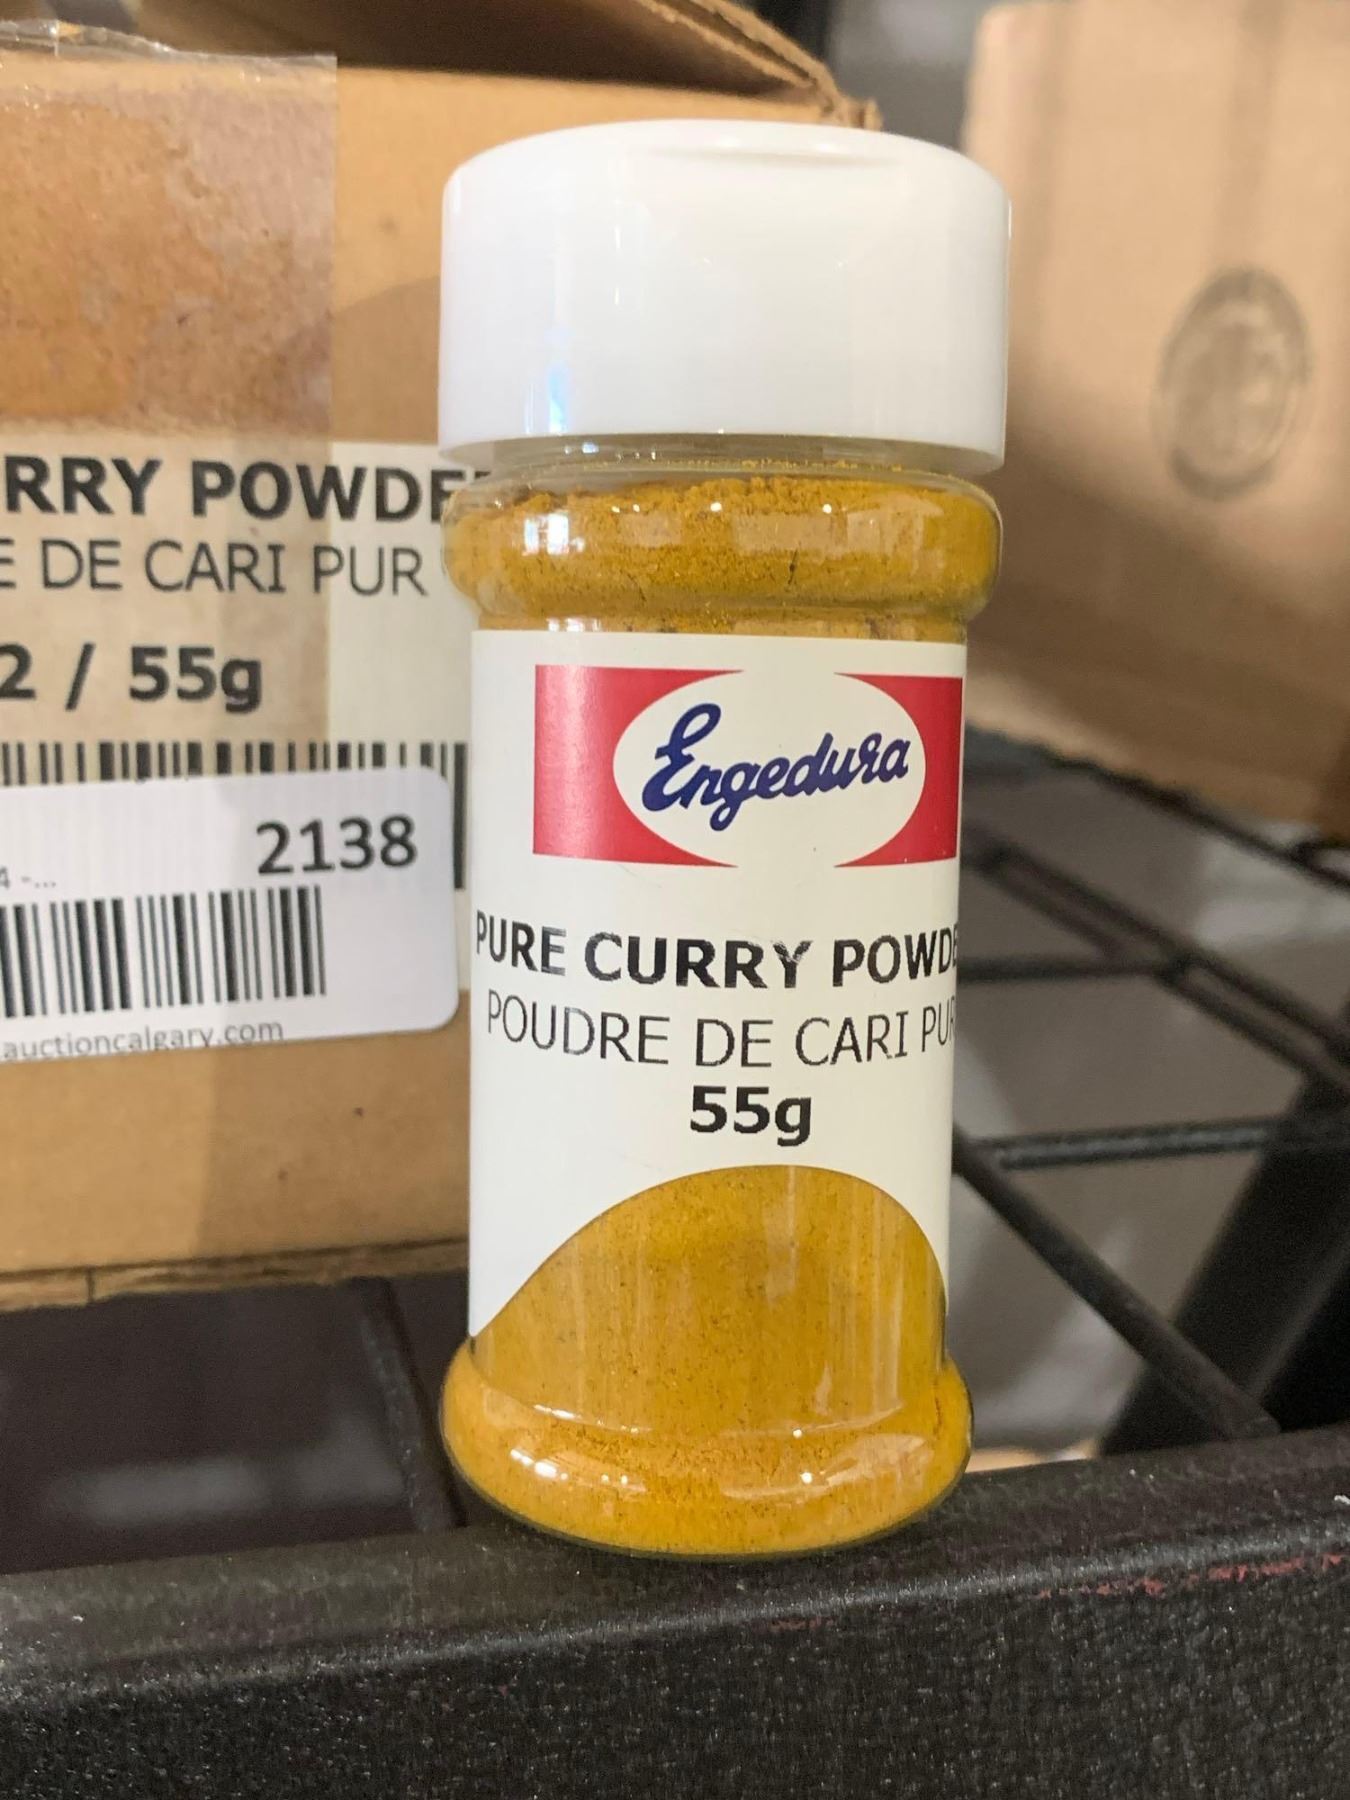 RRY POWDE
E DE CARI PUR
2 / 55g
2138
4 -...
auctioncalgary.com
Engedura
PURE CURRY POWDE
POUDRE DE CARI PUR
55g